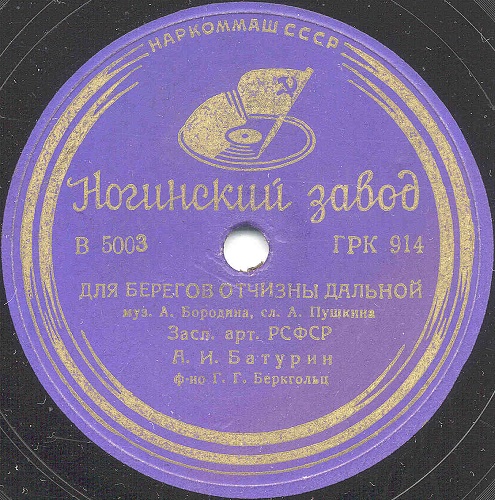 НАРКОММАШ СССР
Ногинский завод
В 5003 ГРК 914
ДЛЯ БЕРЕГОВ ОТЧИЗНЫ ДАЛЬНОЙ
муз. А. Бородина, сл. А. Пушкина
Засл. арт. РСФСР
А. И. Батурин
ф-но Г. Г. Беркгольц